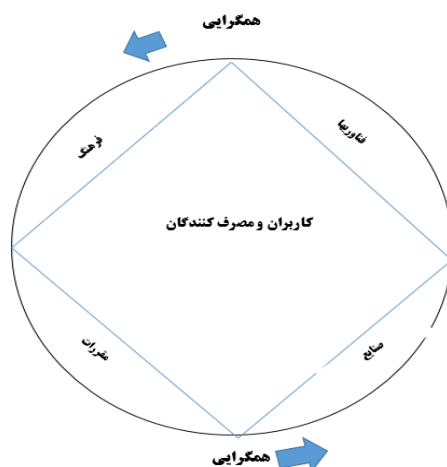 همگرایی
فناوریها
فرهنگ
کاربران و مصرف کنندگان
صنایع
مقررات
همگرایی